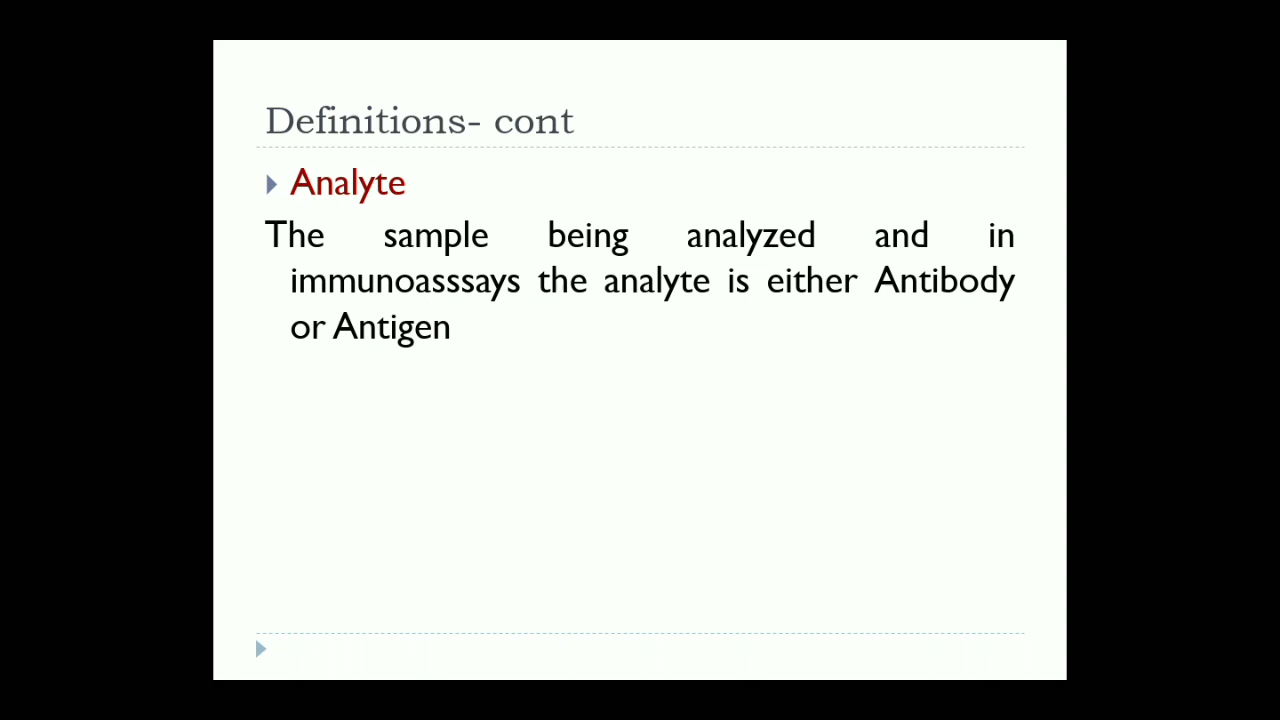 Definitions- cont
Analyte
The sample being analyzed and in
immunoasssays the analyte is either Antibody
or Antigen